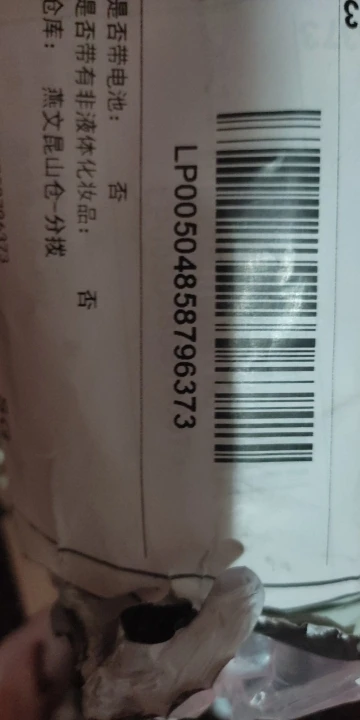 LP00504858796373
是否带电池: 否
是否带有非液体化妆品: 否
仓库: 燕文昆山仓-分拨